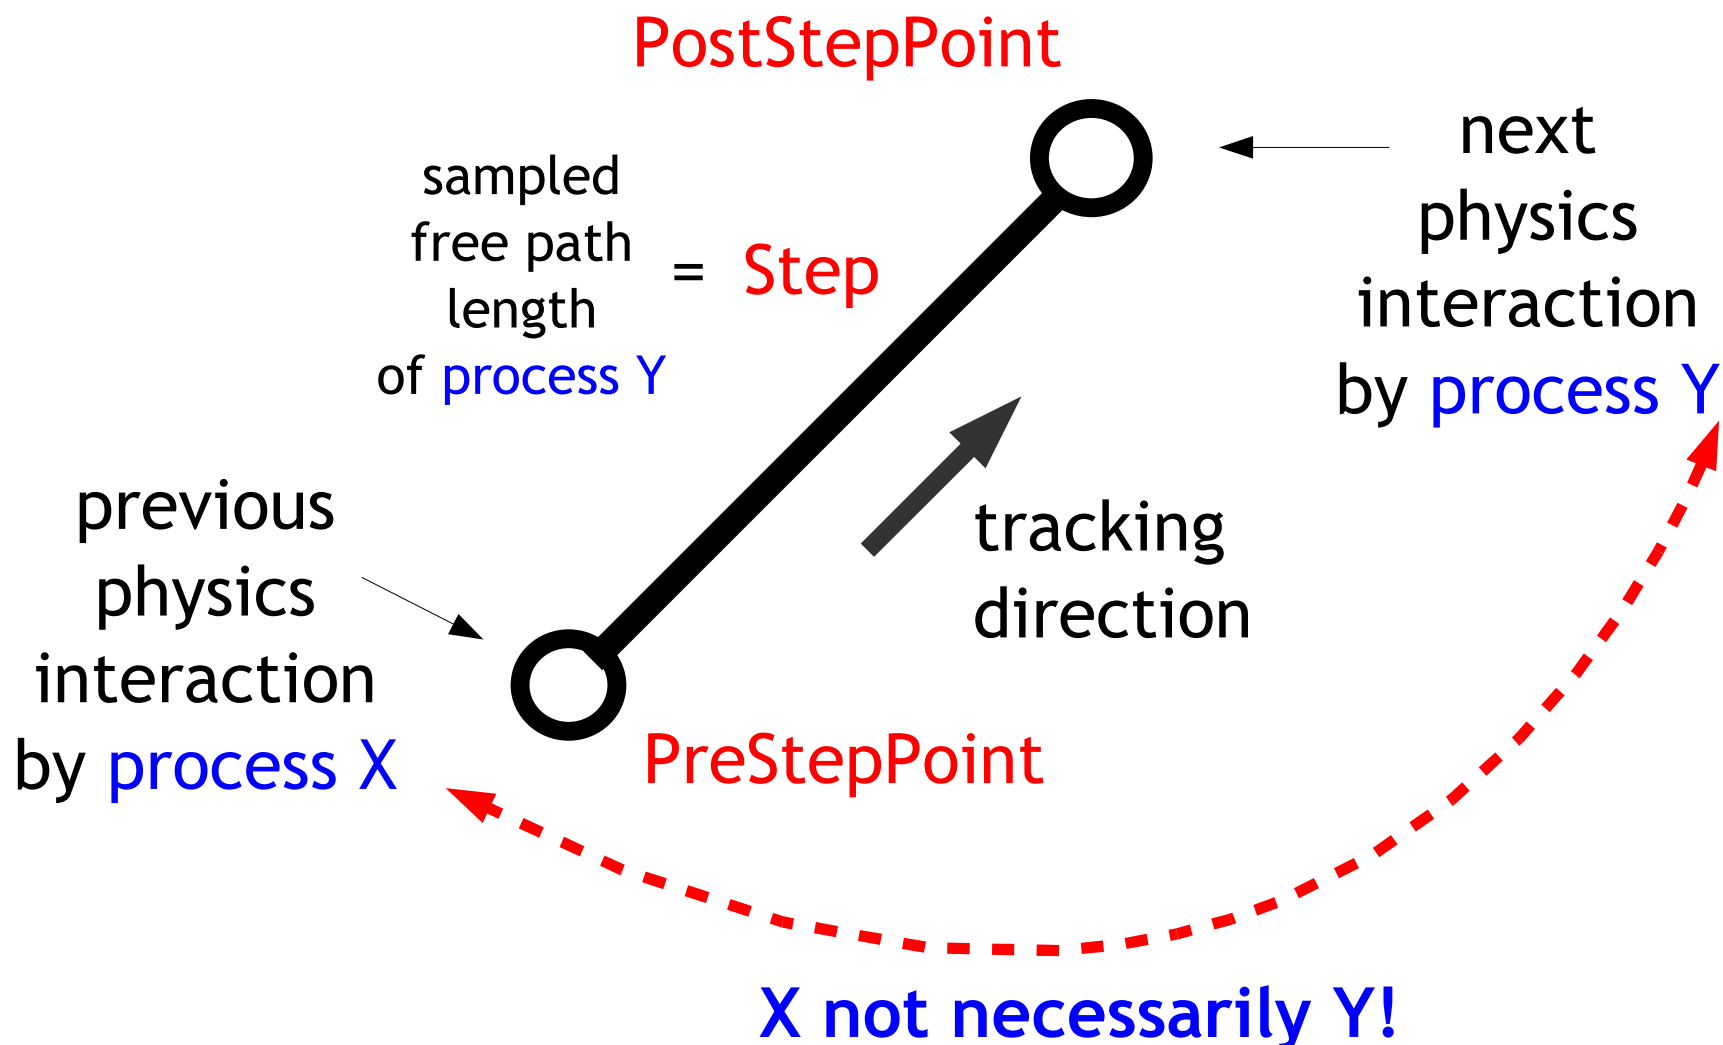 PostStepPoint
sampled
free path
length
of process Y
= Step
next
physics
interaction
by process Y
previous
physics
interaction
by process X
tracking
direction
PreStepPoint
X not necessarily Y!